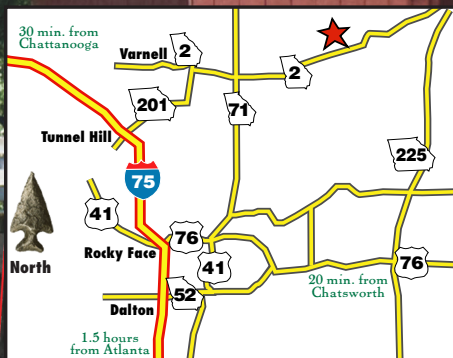 30 min. from
Chattanooga
Varnell
2
2
201
71
Tunnel Hill
225
75
41
76
Rocky Face
41
76
North
20 min. from
Chatsworth
52
Dalton
1.5 hours
from Atlanta